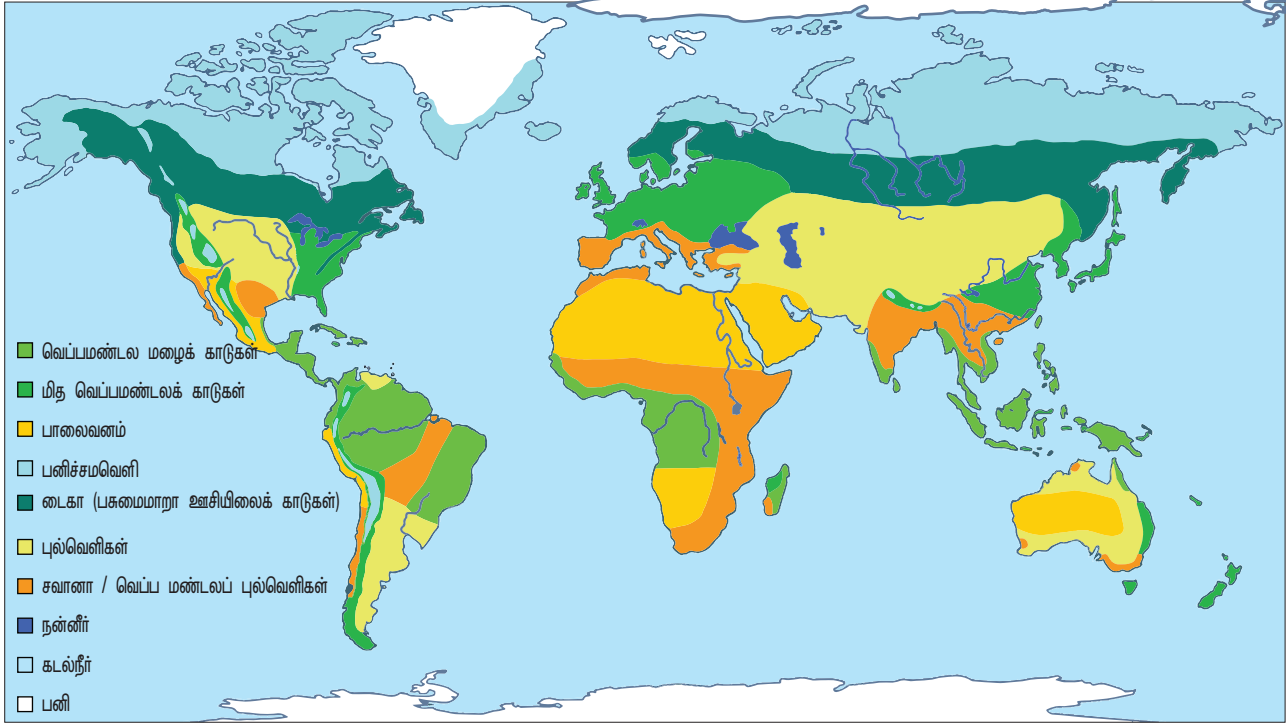 வெப்பமண்டல மழைக் காடுகள்
மித வெப்பமண்டலக் காடுகள்
பாலைவனம்
பனிச்சமவெளி
டைகா (பசுமைமாறா ஊசியிலைக் காடுகள்)
புல்வெளிகள்
சவானா / வெப்ப மண்டலப் புல்வெளிகள்
நன்னீர்
கடல்நீர்
பனி